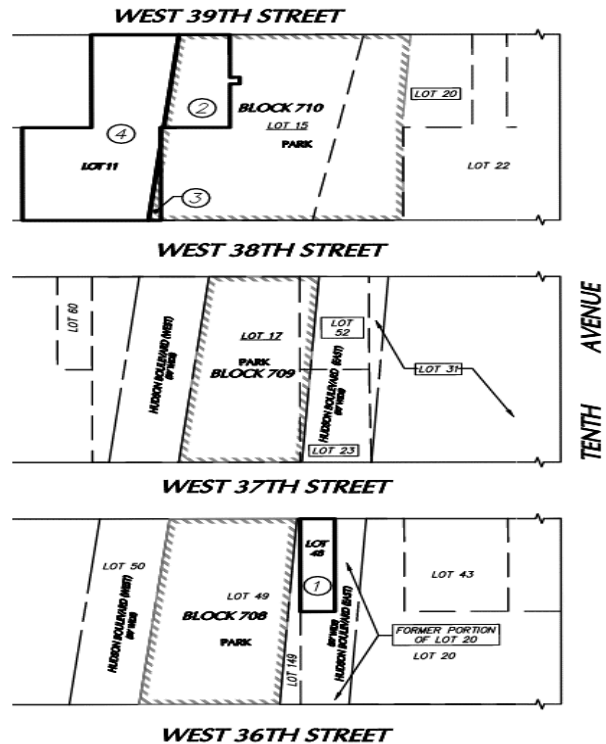 WEST 39TH STREET
2
LOT 20
BLOCK 710
4
LOT 15
PARK
LOT 11
LOT 22
3
WEST 38TH STREET
LOT 60
HUDSON BOULEVARD (WEST)
LOT 17
PARK
BLOCK 709
LOT
52
HUDSON BOULEVARD (EAST)
LOT 31
LOT 23
TENTH AVENUE
WEST 37TH STREET
LOT 50
HUDSON BOULEVARD (WEST)
LOT 49
BLOCK 708
PARK
LOT
48
1
LOT 149
HUDSON BOULEVARD (EAST)
LOT 43
FORMER PORTION
OF LOT 20
LOT 20
WEST 36TH STREET